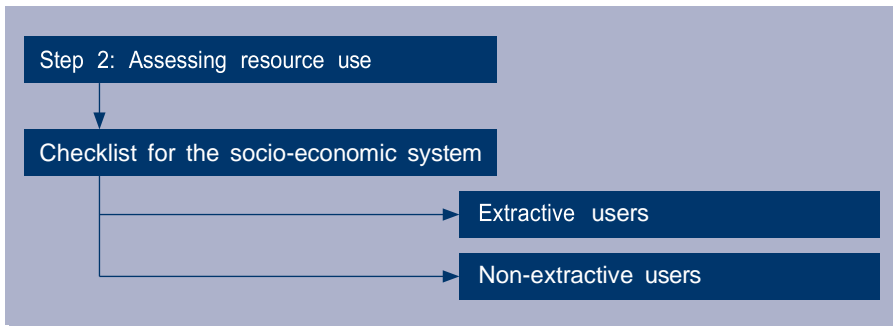 Step 2: Assessing resource use
Checklist for the socio-economic system
Extractive users
Non-extractive users